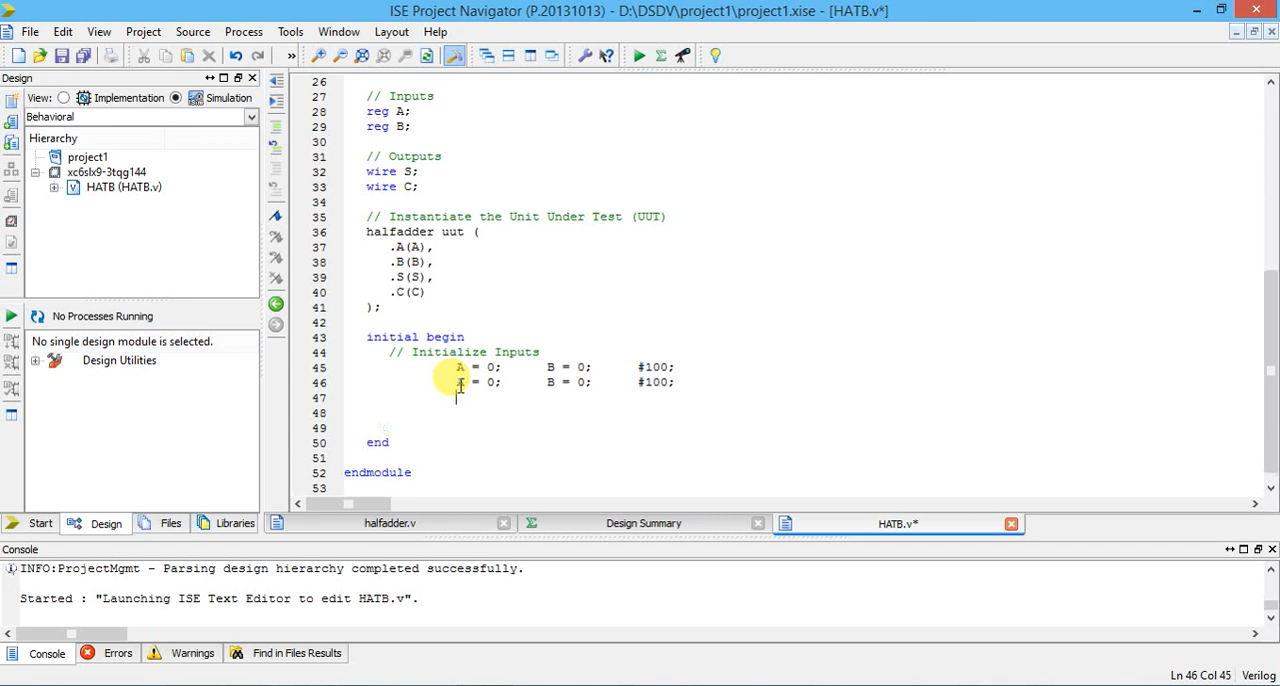 ISE Project Navigator (P.20131013) - D:\DSDV\project1\project1.xise - [HATB.v*]
File Edit View Project Source Process Tools Window Layout Help
»
Design
View: Implementation Simulation
Behavioral
Hierarchy
project1
xc6slx9-3tqg144
HATB (HATB.v)
No Processes Running
No single design module is selected.
Design Utilities
26
27 // Inputs
28 reg A;
29 reg B;
30
31 // Outputs
32 wire S;
33 wire C;
34
35 // Instantiate the Unit Under Test (UUT)
36 halfadder uut (
37 .A(A),
38 .B(B),
39 .S(S),
40 .C(C)
41 );
42
43 initial begin
44 // Initialize Inputs
45 A = 0; B = 0; #100;
46 A = 0; B = 0; #100;
47
48
49
50 end
51
52 endmodule
53
Start Design Files Libraries
halfadder.v Design Summary HATB.v*
Console
INFO:ProjectMgmt - Parsing design hierarchy completed successfully.
Started : "Launching ISE Text Editor to edit HATB.v".
Console Errors Warnings Find in Files Results
Ln 46 Col 45 Verilog